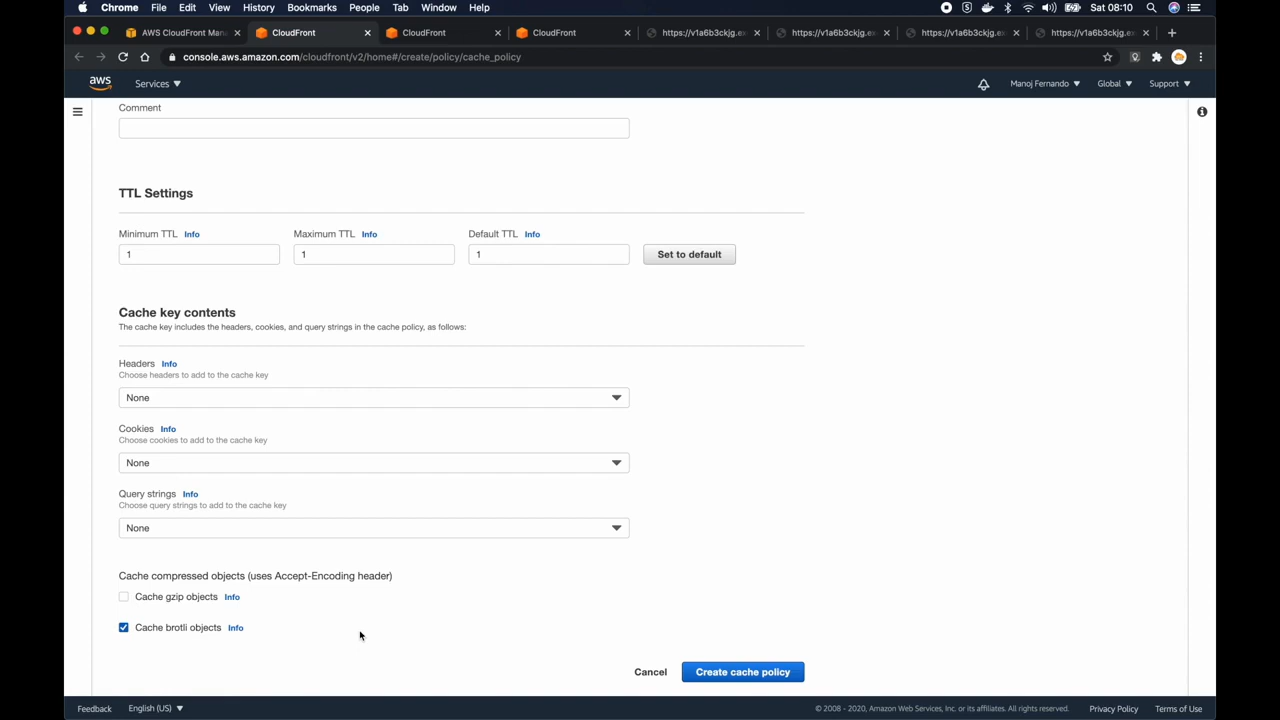 Chrome File Edit View History Bookmarks People Tab Window Help Sat 08:10
AWS CloudFront Mana CloudFront CloudFront CloudFront https://v1a6b3ckjg.ex https://v1a6b3ckjg.ex https://v1a6b3ckjg.ex https://v1a6b3ckjg.ex
console.aws.amazon.com/cloudfront/v2/home#/create/policy/cache_policy
aws Services Manoj Fernando Global Support
Comment
TTL Settings
Minimum TTL Info Maximum TTL Info Default TTL Info
1 1 1 Set to default
Cache key contents
The cache key includes the headers, cookies, and query strings in the cache policy, as follows:
Headers Info
Choose headers to add to the cache key
None
Cookies Info
Choose cookies to add to the cache key
None
Query strings Info
Choose query strings to add to the cache key
None
Cache compressed objects (uses Accept-Encoding header)
Cache gzip objects Info
Cache brotli objects Info
Cancel Create cache policy
Feedback English (US) © 2008 - 2020, Amazon Web Services, Inc. or its affiliates. All rights reserved. Privacy Policy Terms of Use